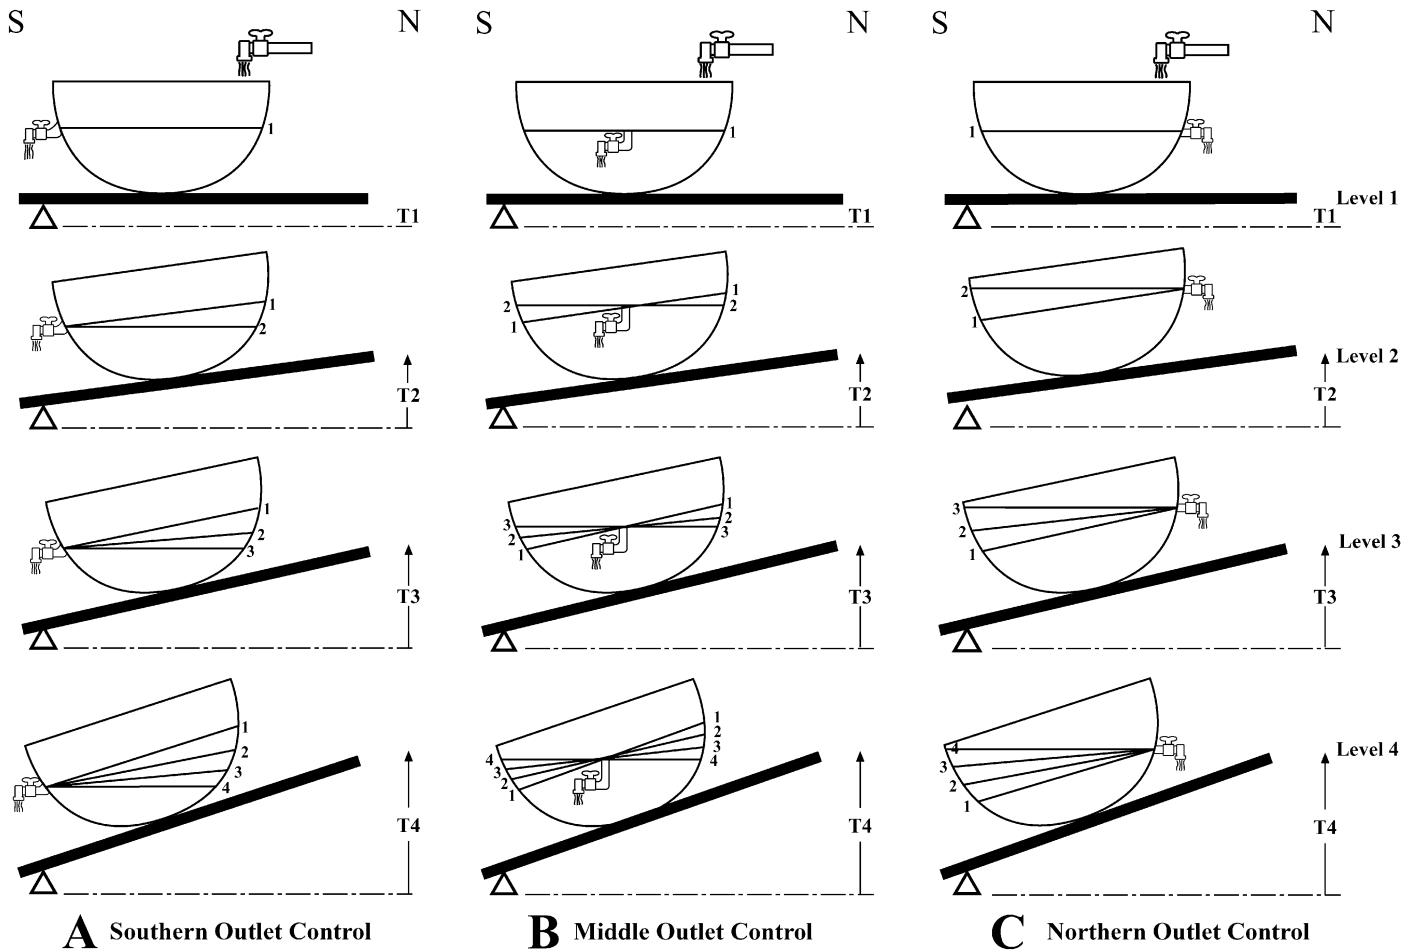 S N S N S N
1 1 1
Level 1
T1 T1 T1
1 2
2 1 1 2
2 1
Level 2
T2 T2 T2
1 2 3
3 2 1 1 2 3
3 2 1
Level 3
T3 T3 T3
1 2 3 4
4 3 2 1 1 2 3 4
4 3 2 1
Level 4
T4 T4 T4
A Southern Outlet Control
B Middle Outlet Control
C Northern Outlet Control